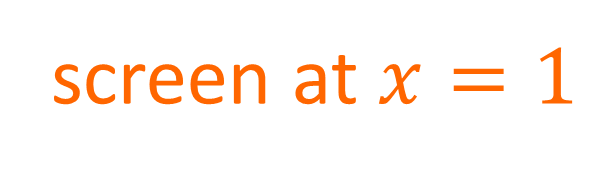 screen at x = 1